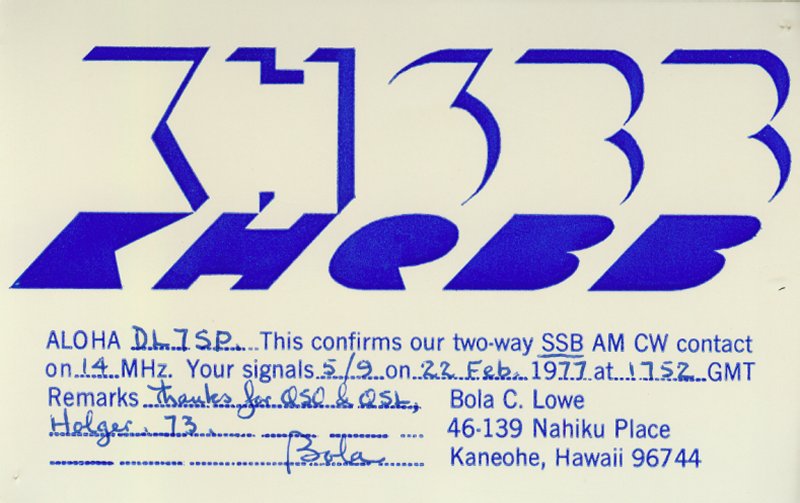 KH6BB
ALOHA DL7SP. This confirms our two-way SSB AM CW contact
on 14 MHz. Your signals 5/9 on 22 Feb. 1977 at 1752 GMT
Remarks Thanks for QSO & QSL, Bola C. Lowe
Holger. 73. 46-139 Nahiku Place
Bola Kaneohe, Hawaii 96744